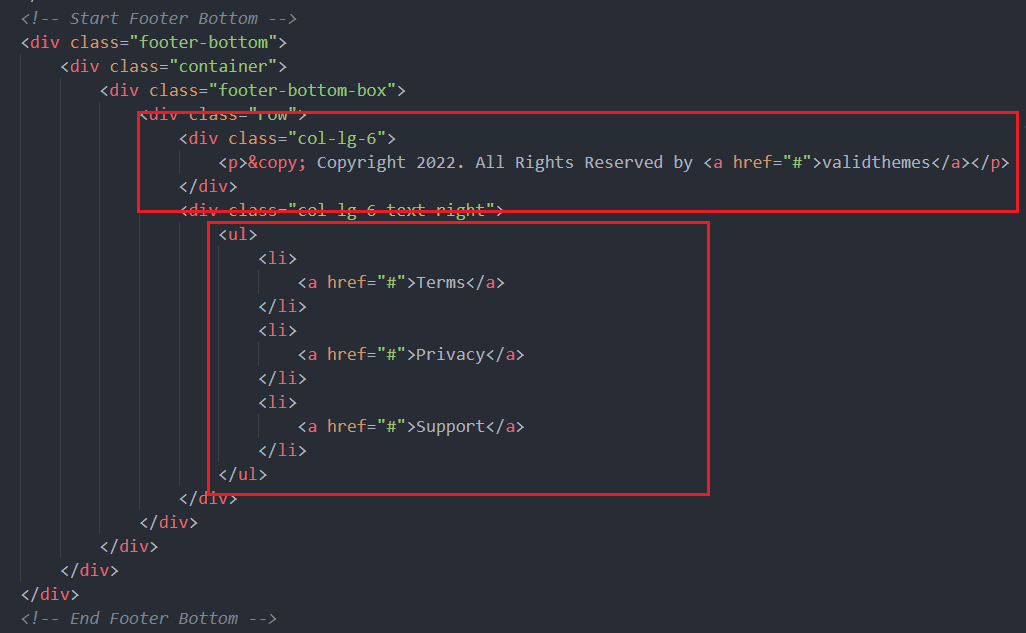 <!-- Start Footer Bottom -->
<div class="footer-bottom">
<div class="container">
<div class="footer-bottom-box">
<div class="row">
<div class="col-lg-6">
<p>&copy; Copyright 2022. All Rights Reserved by <a href="#">validthemes</a></p>
</div>
<div class="col-lg-6 text-right">
<ul>
<li>
<a href="#">Terms</a>
</li>
<li>
<a href="#">Privacy</a>
</li>
<li>
<a href="#">Support</a>
</li>
</ul>
</div>
</div>
</div>
</div>
</div>
<!-- End Footer Bottom -->